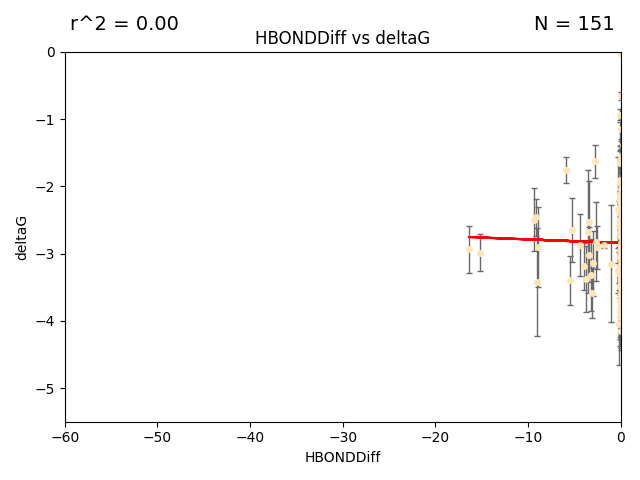 r^2 = 0.00
N = 151
HBONDDiff vs deltaG
0
−1
−2
−3
−4
−5
deltaG
−60
−50
−40
−30
−20
−10
0
HBONDDiff